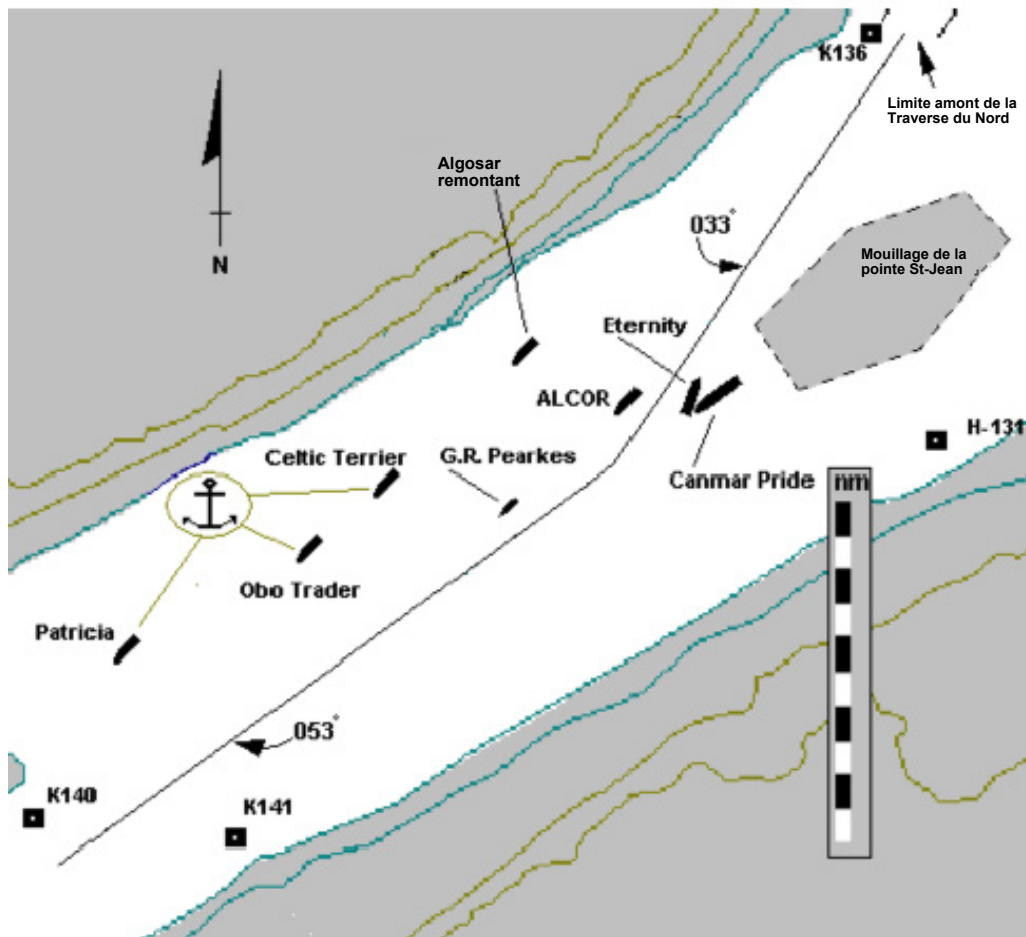 K136
Limite amont de la
Traverse du Nord
Algosar
remontant
033°
N
Mouillage de la
pointe St-Jean
Eternity
ALCOR
H-131
Celtic Terrier
G.R. Pearkes
Canmar Pride
nm
Obo Trader
Patricia
053°
K140
K141